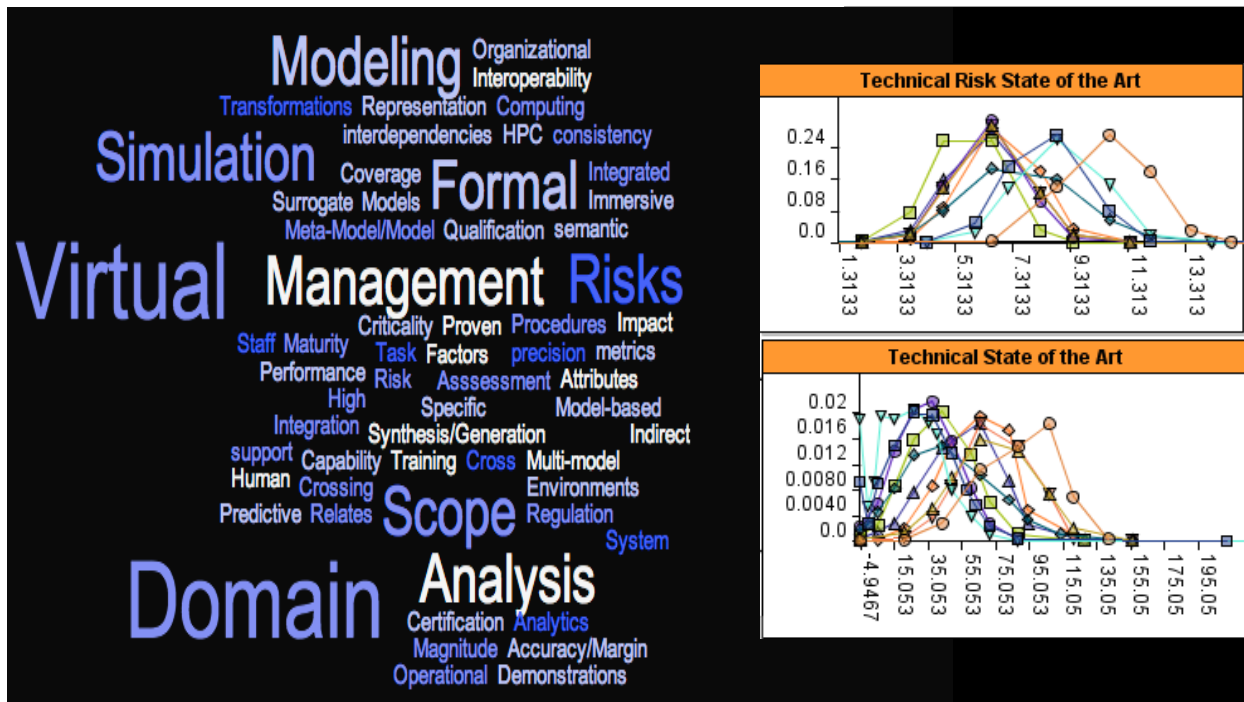 Modeling Organizational
Interoperability
Transformations Representation Computing
interdependencies HPC consistency
Simulation
Coverage Formal Integrated
Surrogate Models Immersive
Meta-Model/Model Qualification semantic
Virtual Management Risks
Criticality Proven Procedures Impact
Staff Maturity Task Factors precision metrics
Performance Risk Asssessment Attributes
High Specific Model-based
Integration Synthesis/Generation Indirect
support Capability Training Cross Multi-model
Human Crossing Environments
Predictive Relates Scope Regulation
System
Domain Analysis
Certification Analytics
Magnitude Accuracy/Margin
Operational Demonstrations
Technical Risk State of the Art
0.24
0.16
0.08
0.0
1.3133 3.3133 5.3133 7.3133 9.3133 11.313 13.313
Technical State of the Art
0.02
0.016
0.012
0.0080
0.0040
0.0
-4.9467 15.053 35.053 55.053 75.053 95.053 115.05 135.05 155.05 175.05 195.05